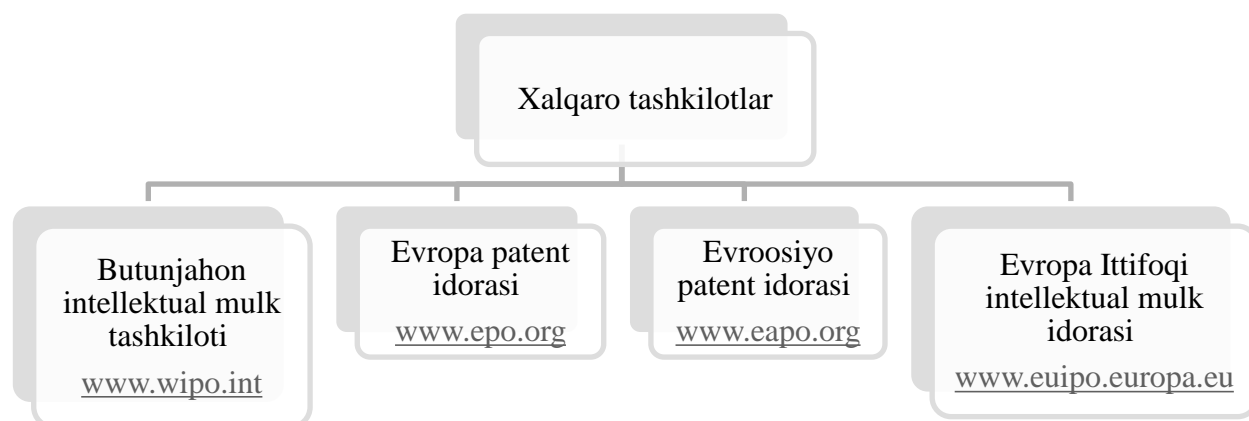 Xalqaro tashkilotlar
Butunjahon
intellektual mulk
tashkiloti
www.wipo.int
Evropa patent
idorasi
www.epo.org
Evroosiyo
patent idorasi
www.eapo.org
Evropa Ittifoqi
intellektual mulk
idorasi
www.euipo.europa.eu